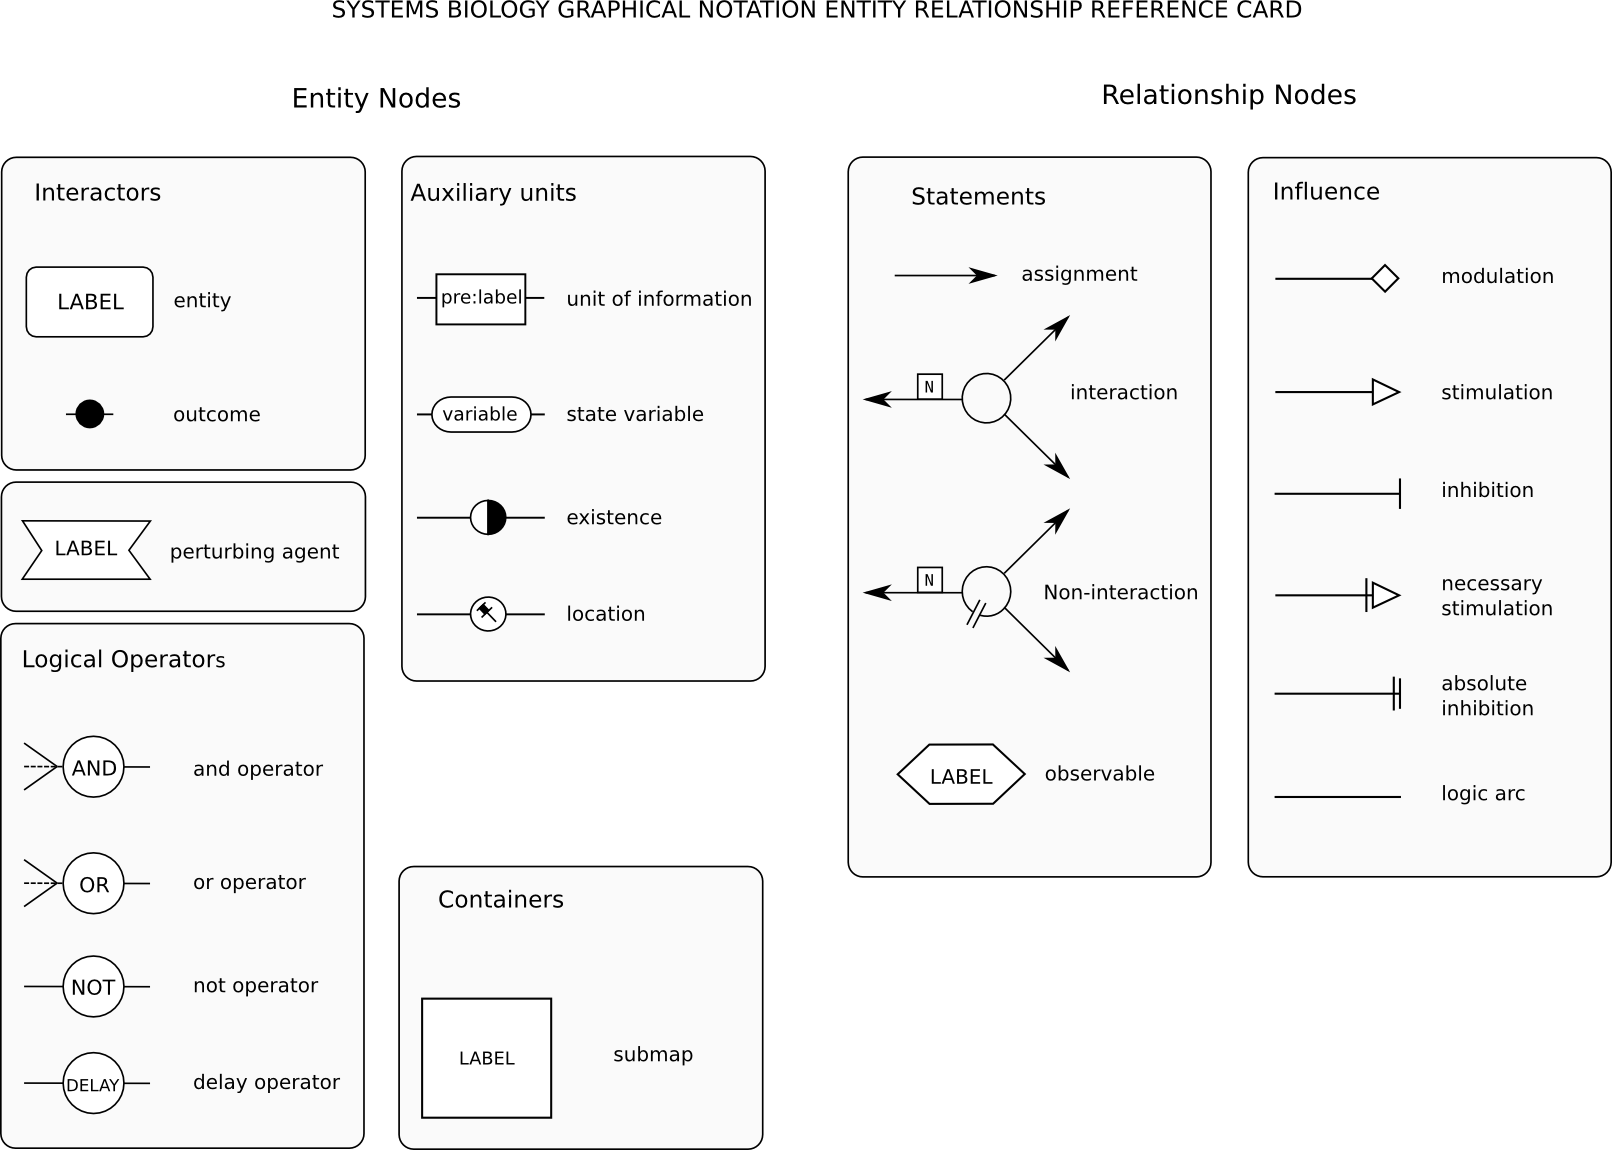 SYSTEMS BIOLOGY GRAPHICAL NOTATION ENTITY RELATIONSHIP REFERENCE CARD
Entity Nodes
Interactors
LABEL
entity
outcome
LABEL
perturbing agent
Logical Operators
AND
and operator
OR
or operator
NOT
not operator
DELAY
delay operator
Auxiliary units
pre:label
unit of information
variable
state variable
existence
location
Containers
LABEL
submap
Relationship Nodes
Statements
assignment
N
interaction
N
Non-interaction
LABEL
observable
Influence
modulation
stimulation
inhibition
necessary
stimulation
absolute
inhibition
logic arc